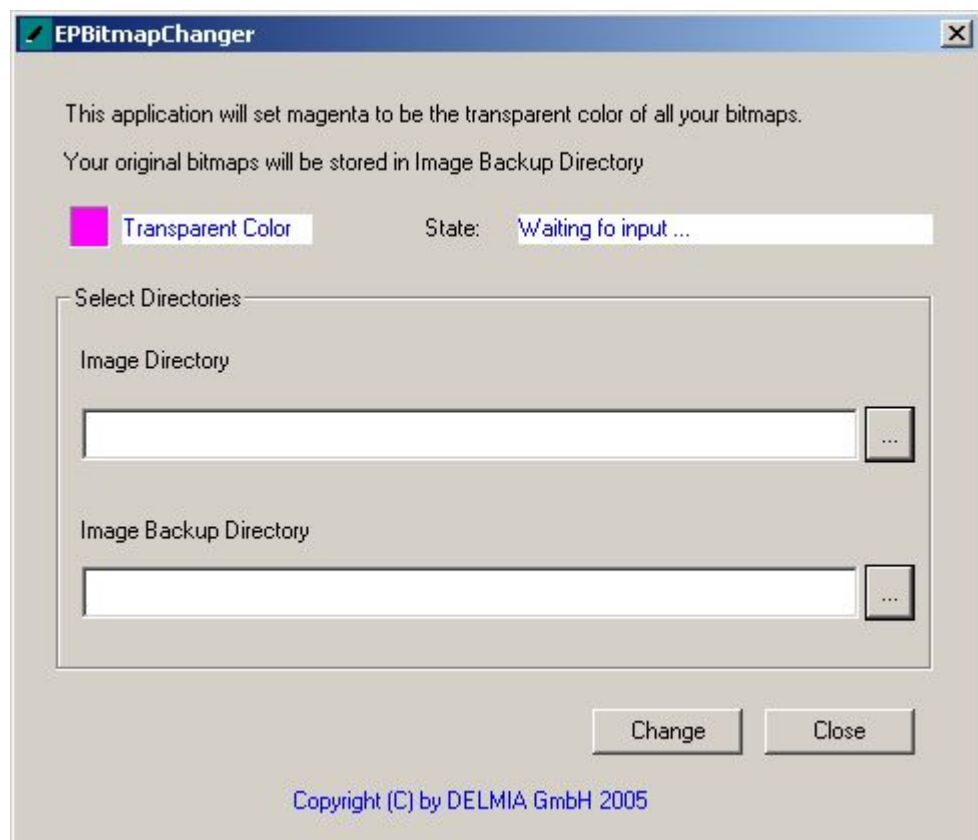 EPBitmapChanger
This application will set magenta to be the transparent color of all your bitmaps.
Your original bitmaps will be stored in Image Backup Directory
Transparent Color State: Waiting fo input ...
Select Directories
Image Directory
...
Image Backup Directory
...
Change Close
Copyright (C) by DELMIA GmbH 2005